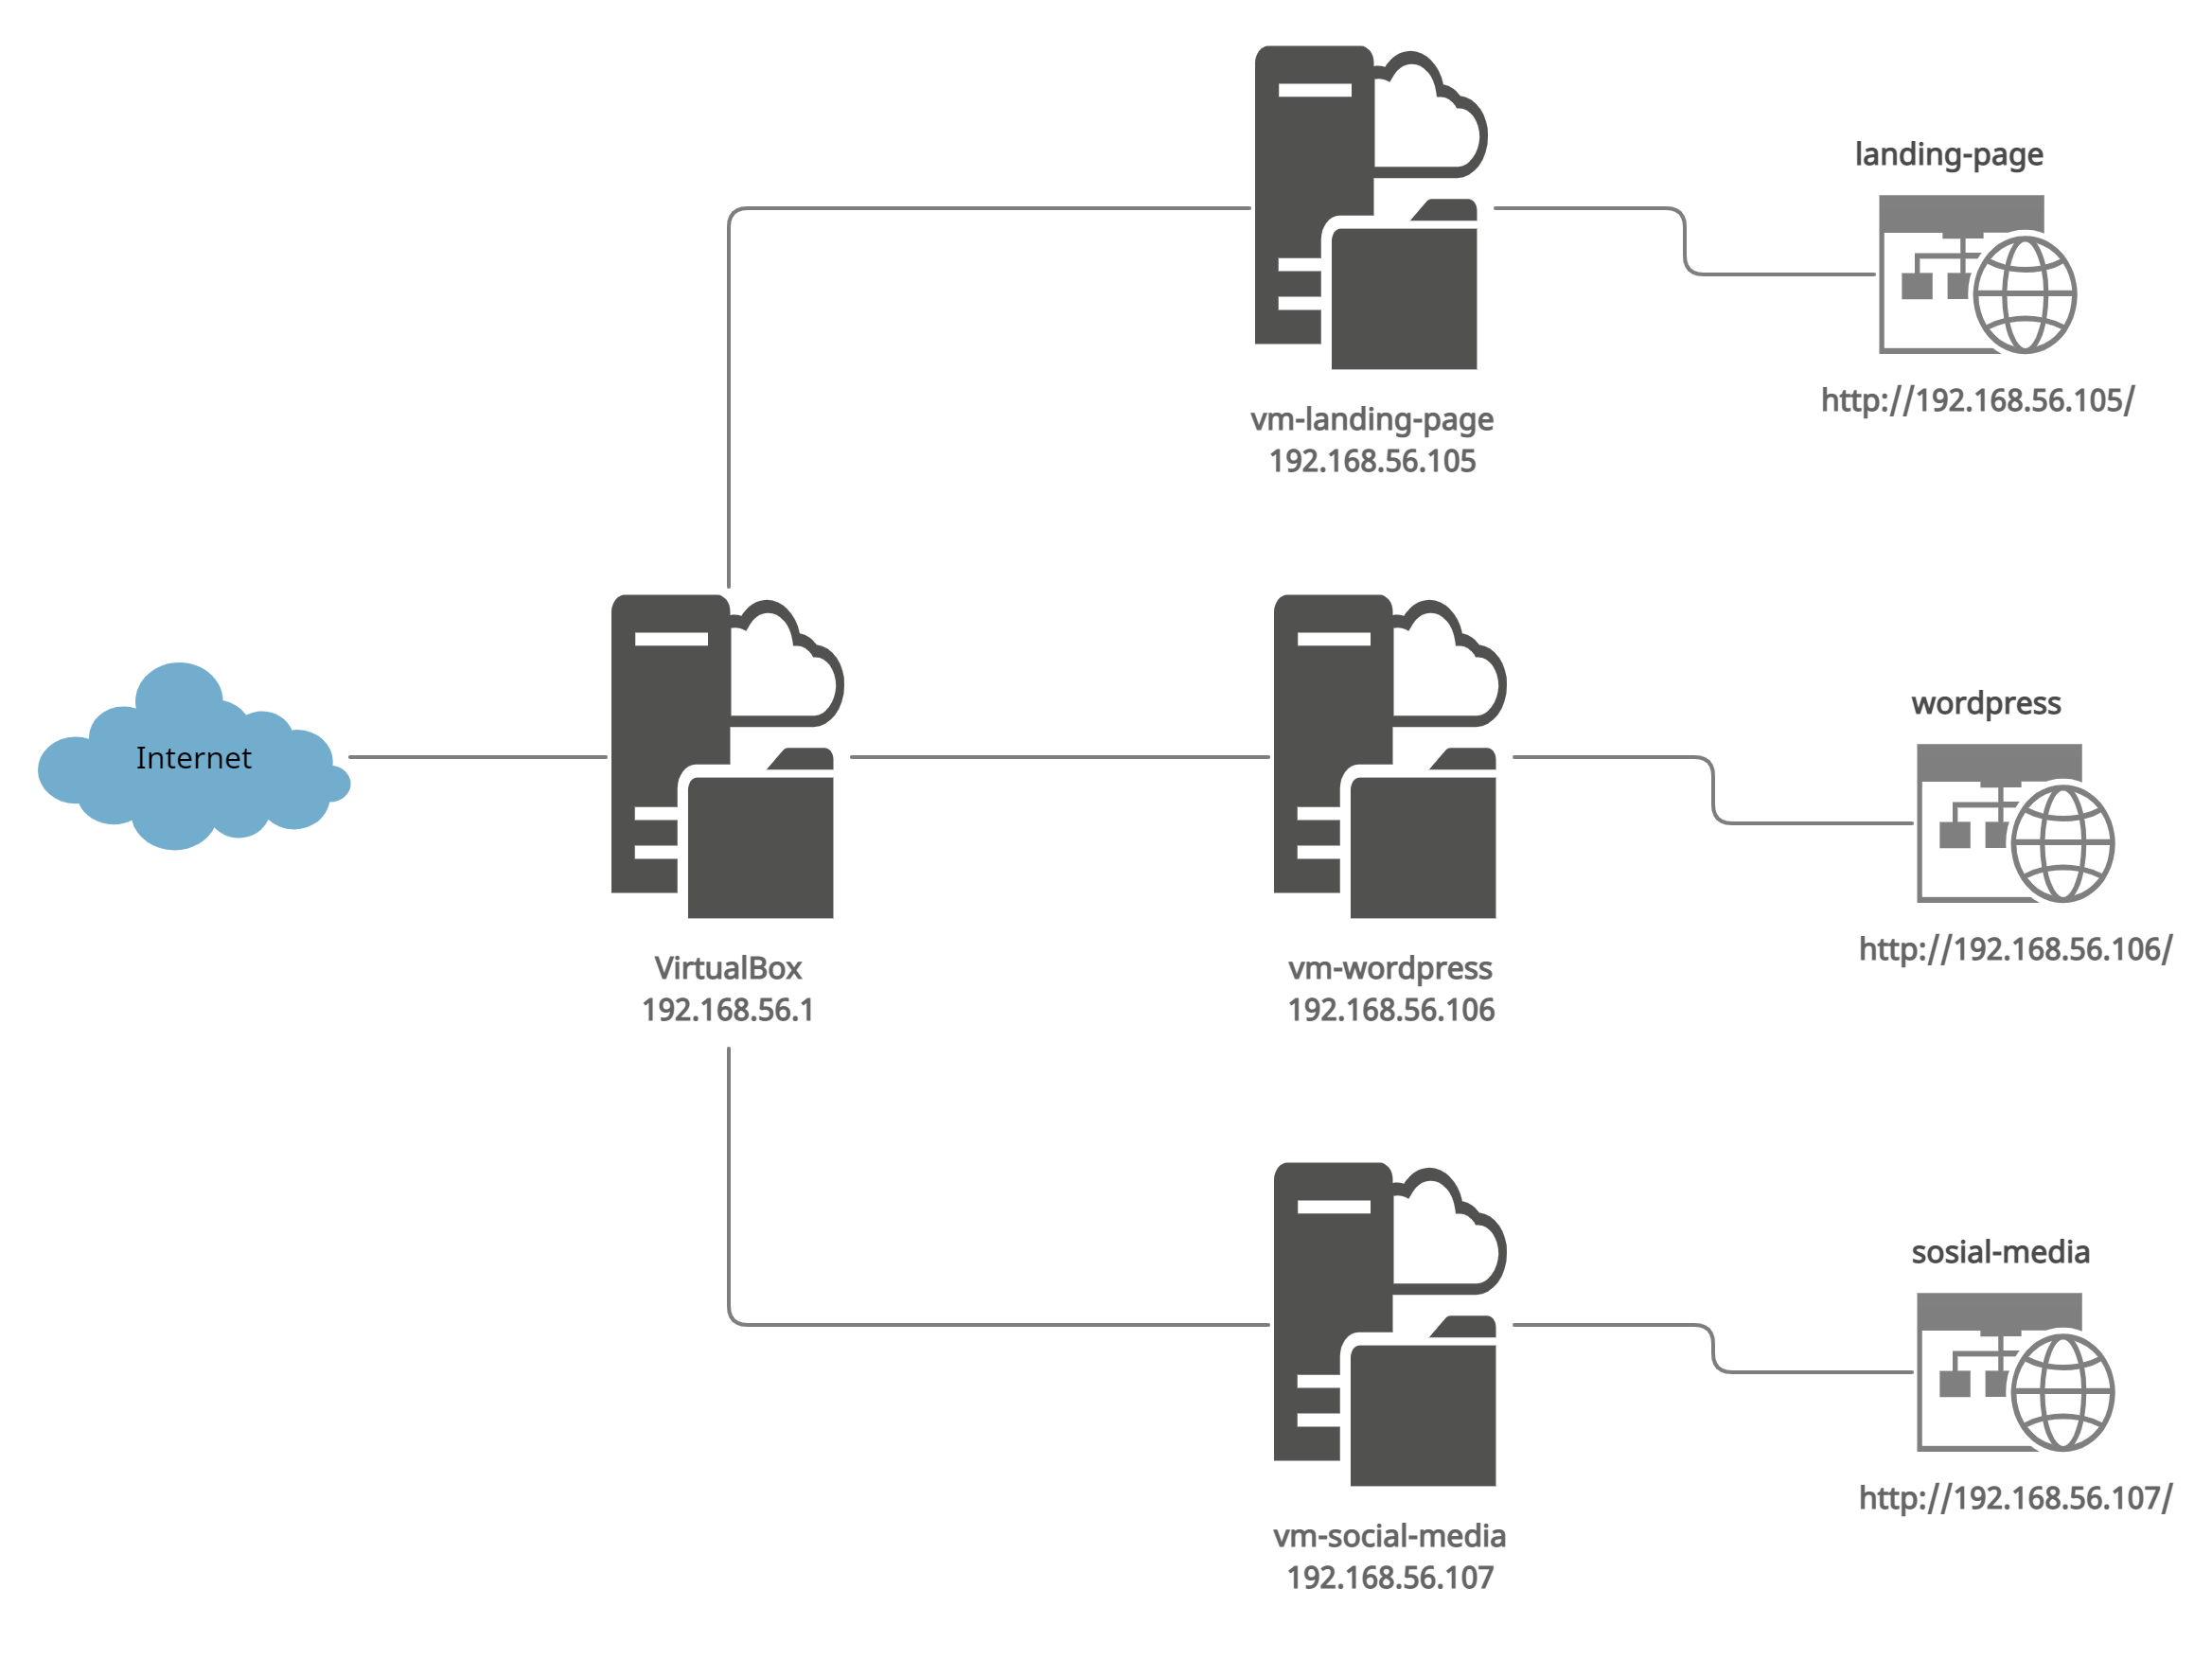 landing-page
http://192.168.56.105/
vm-landing-page
192.168.56.105
Internet
VirtualBox
192.168.56.1
vm-wordpress
192.168.56.106
wordpress
http://192.168.56.106/
sosial-media
http://192.168.56.107/
vm-social-media
192.168.56.107